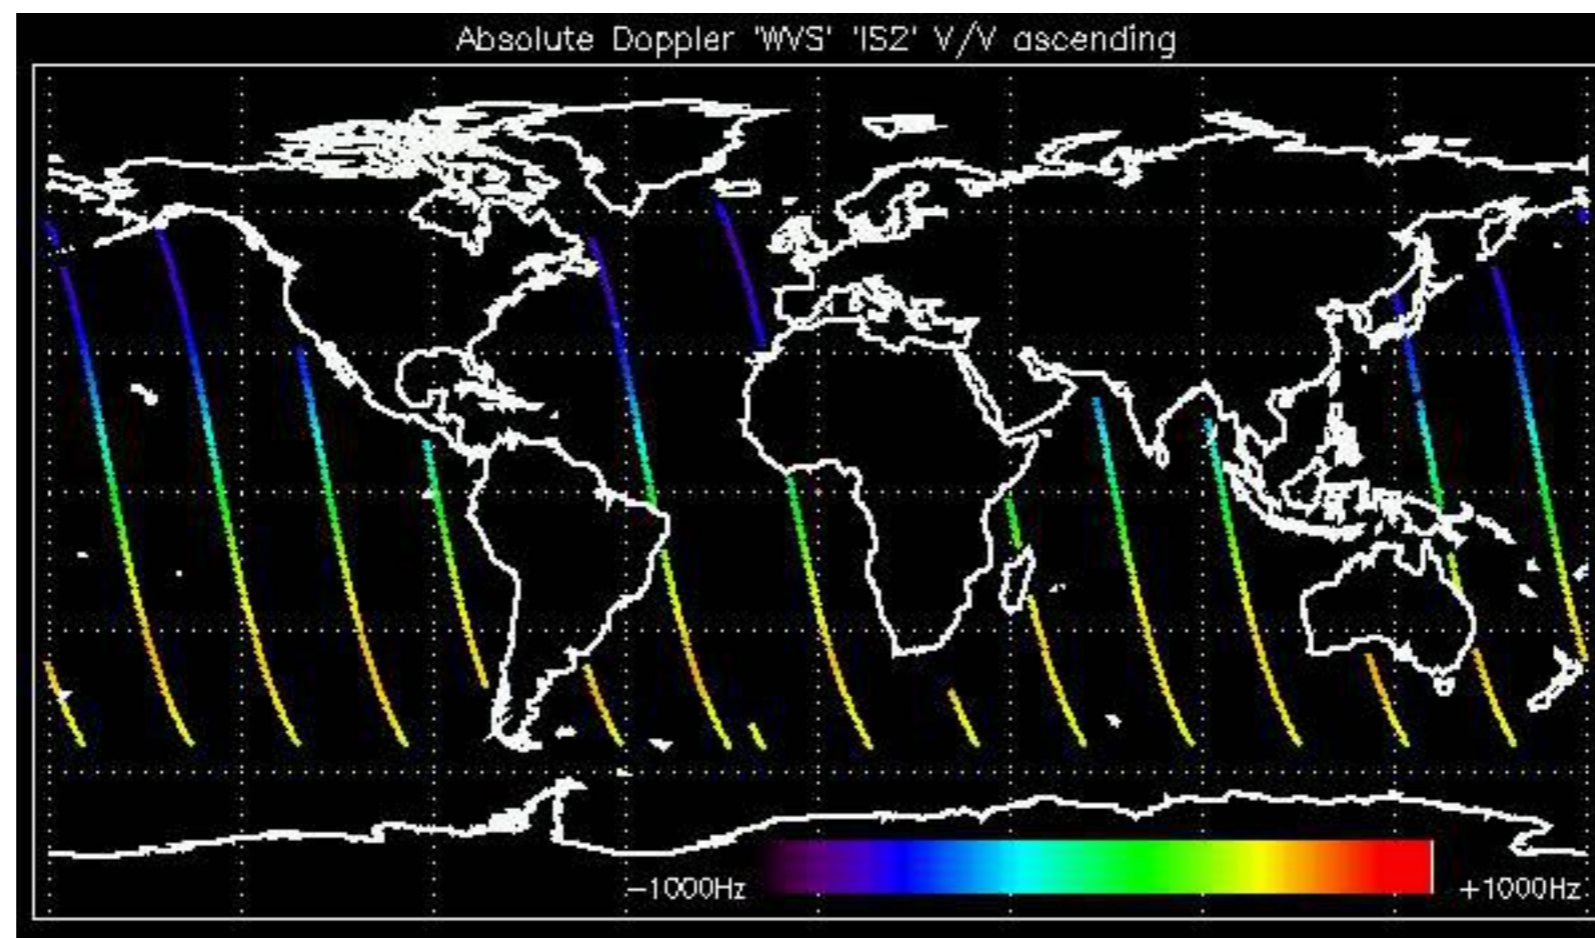 Absolute Doppler 'WVS' 'IS2' V/V ascending
−1000Hz +1000Hz